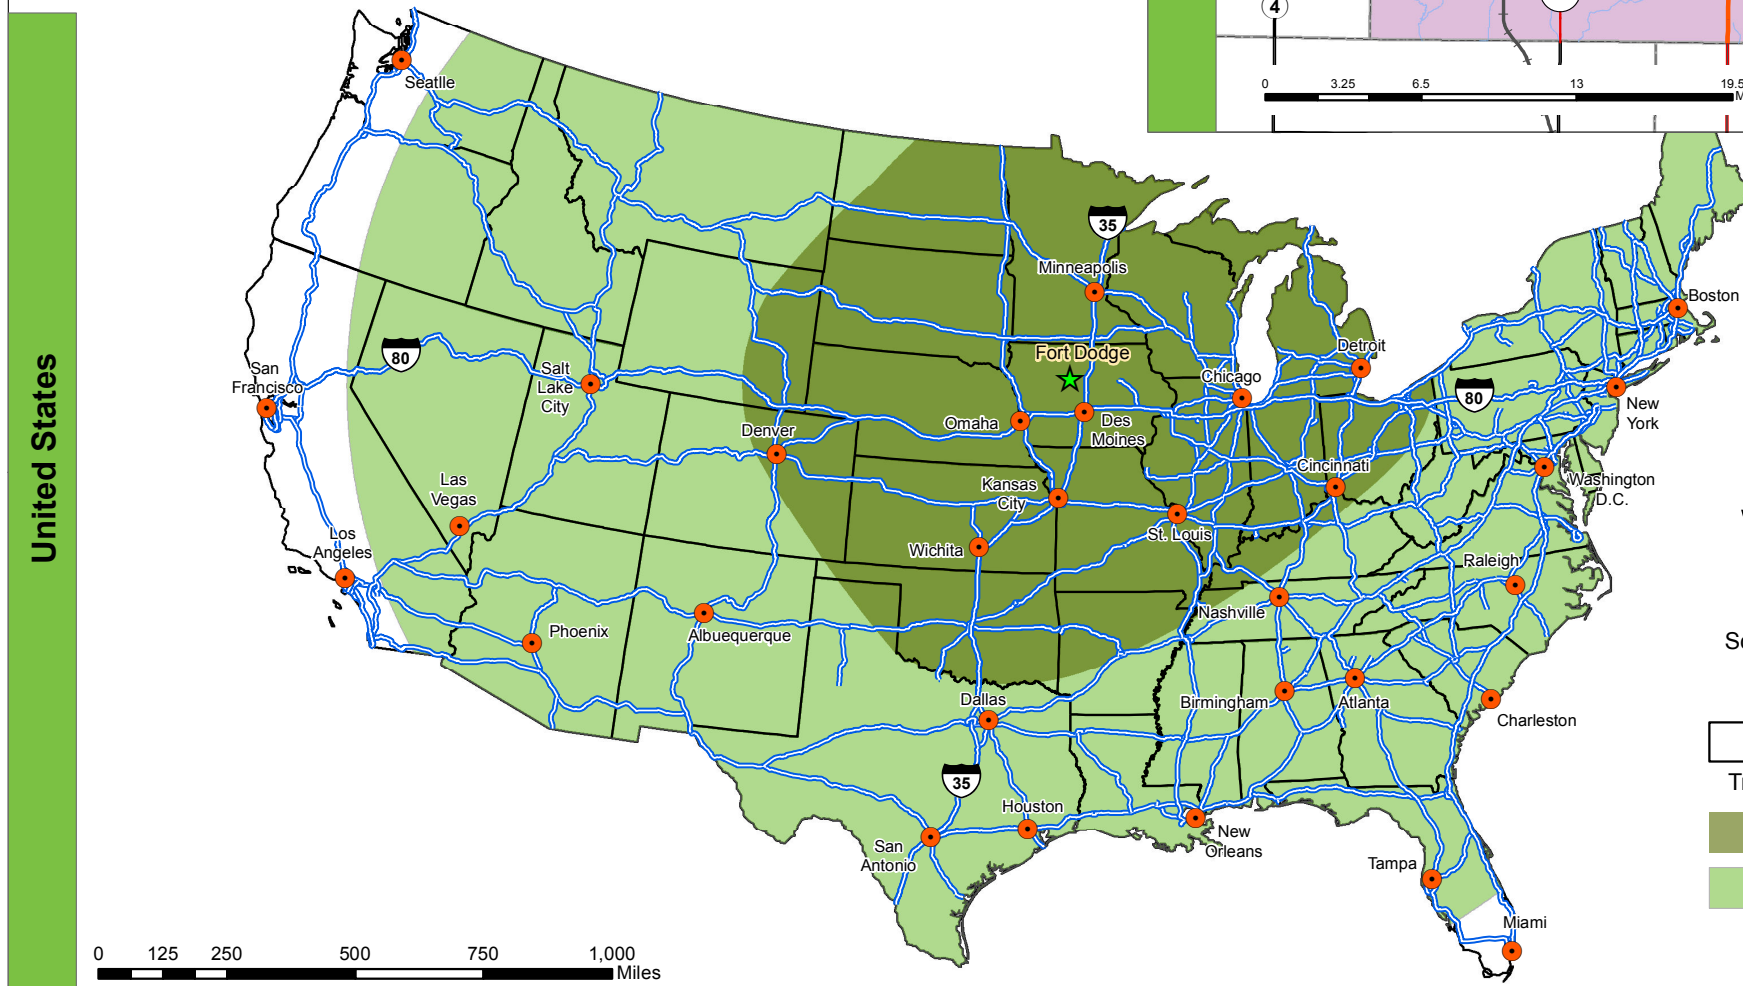 United States
4
0 3.25 6.5 13 19.5
M
Seatlle
35
Minneapolis
Boston
Fort Dodge
Detroit
80
San
Francisco
Salt
Lake
City
Chicago
80
New
York
Omaha
Des
Moines
Denver
Cincinnati
Washington
D.C.
Las
Vegas
Kansas
City
Los
Angeles
St. Louis
Wichita
Raleigh
Nashville
Phoenix
Albuequerque
Dallas
Birmingham
Atlanta
Charleston
35
Houston
New
Orleans
San
Antonio
Tampa
Miami
0 125 250 500 750 1,000
Miles